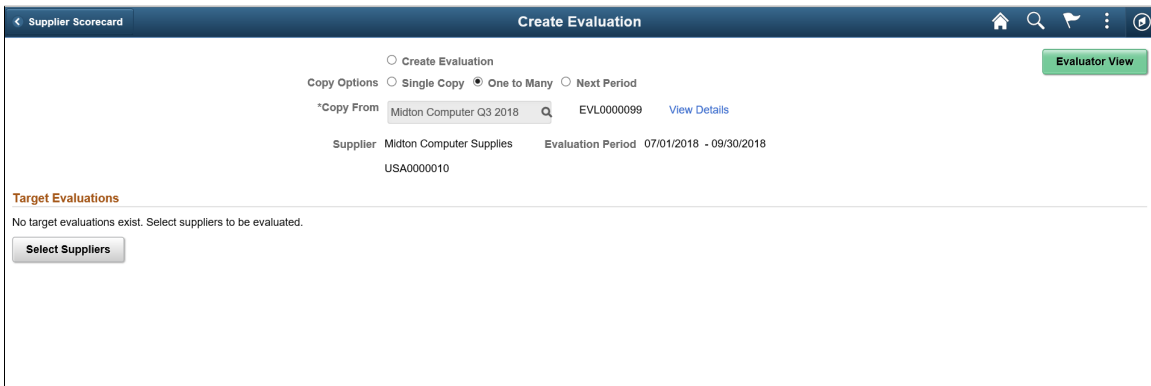 Supplier Scorecard
Create Evaluation
Create Evaluation
Evaluator View
Copy Options Single Copy One to Many Next Period
*Copy From Midton Computer Q3 2018 EVL0000099 View Details
Supplier Midton Computer Supplies Evaluation Period 07/01/2018 - 09/30/2018
USA0000010
Target Evaluations
No target evaluations exist. Select suppliers to be evaluated.
Select Suppliers